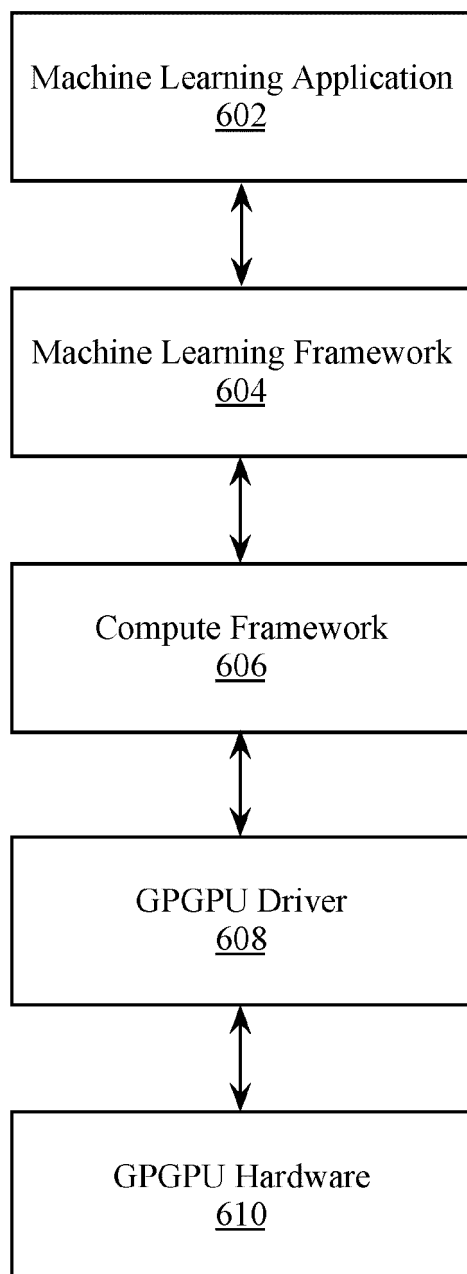 Machine Learning Application
602
Machine Learning Framework
604
Compute Framework
606
GPGPU Driver
608
GPGPU Hardware
610